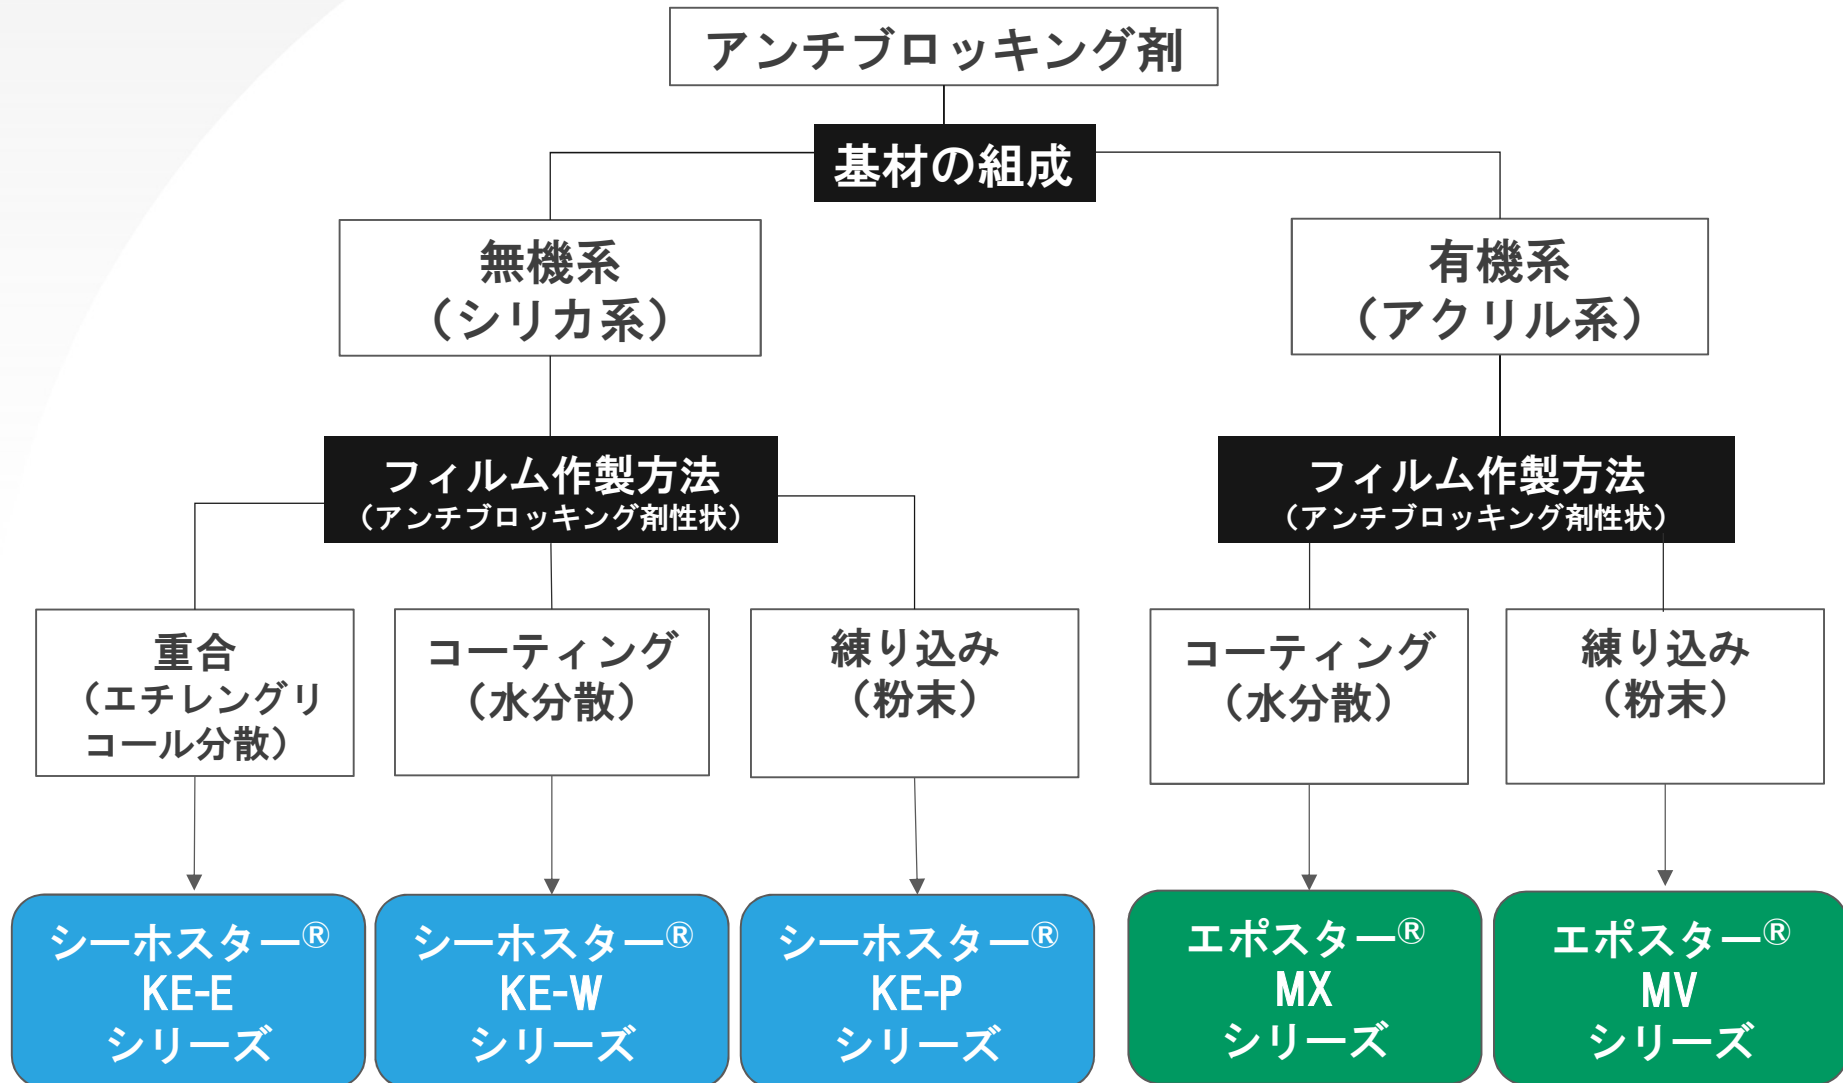 アンチブロッキング剤
基材の組成
無機系
（シリカ系）
有機系
（アクリル系）
フィルム作製方法
（アンチブロッキング剤性状）
フィルム作製方法
（アンチブロッキング剤性状）
重合
（エチレングリ
コール分散）
コーティング
（水分散）
練り込み
（粉末）
コーティング
（水分散）
練り込み
（粉末）
シーホスター®
KE-E
シリーズ
シーホスター®
KE-W
シリーズ
シーホスター®
KE-P
シリーズ
エポスター®
MX
シリーズ
エポスター®
MV
シリーズ